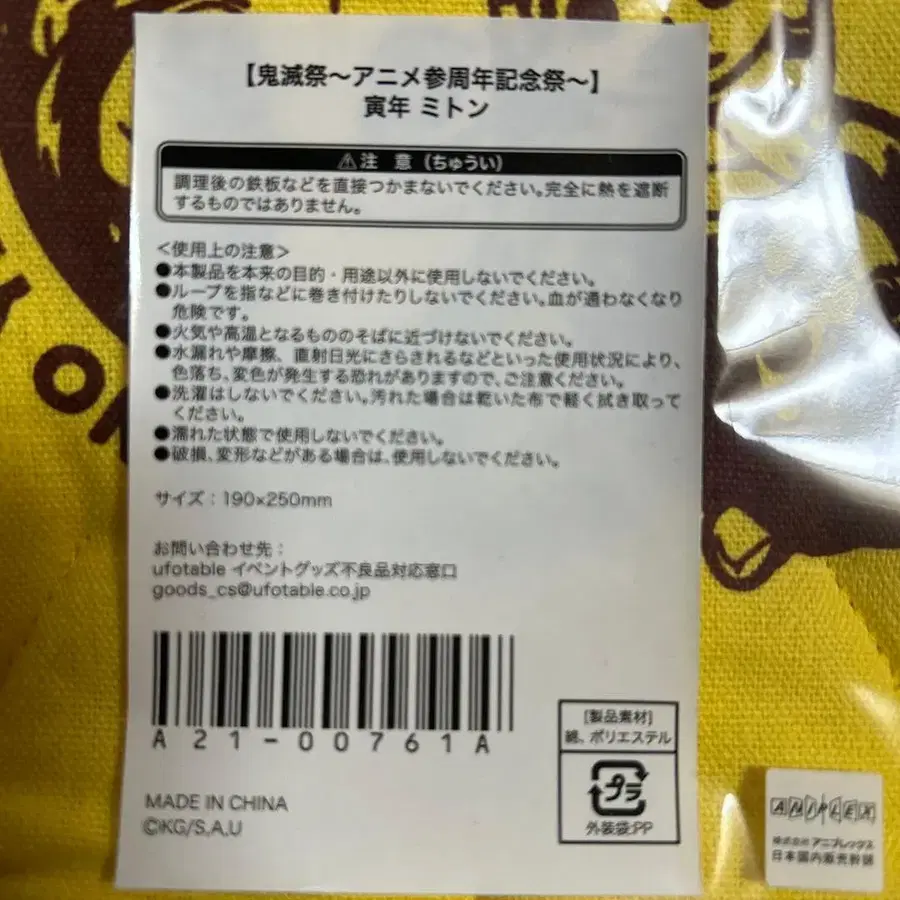 【鬼滅祭～アニメ参周年記念祭～】
寅年 ミトン
⚠注 意（ちゅうい）
調理後の鉄板などを直接つかまないでください。完全に熱を遮断
するものではありません。
＜使用上の注意＞
●本製品を本来の目的・用途以外に使用しないでください。
●ループを指などに巻き付けたりしないでください。血が通わなくなり
危険です。
●火気や高温となるもののそばに近づけないでください。
●水漏れや摩擦、直射日光にさらされるなどといった使用状況により、
色落ち、変色が発生する恐れがありますので、ご注意ください。
●洗濯はしないでください。汚れた場合は乾いた布で軽く拭き取って
ください。
●濡れた状態で使用しないでください。
●破損、変形などがある場合は、使用しないでください。
サイズ：190×250mm
お問い合わせ先：
ufotable イベントグッズ不良品対応窓口
goods_cs@ufotable.co.jp
A21-00761A
[製品素材]
綿、ポリエステル
プラ
外装袋:PP
MADE IN CHINA
©KG/S,A,U
ANIPLEX
株式会社 アニプレックス
日本国内販売幹部